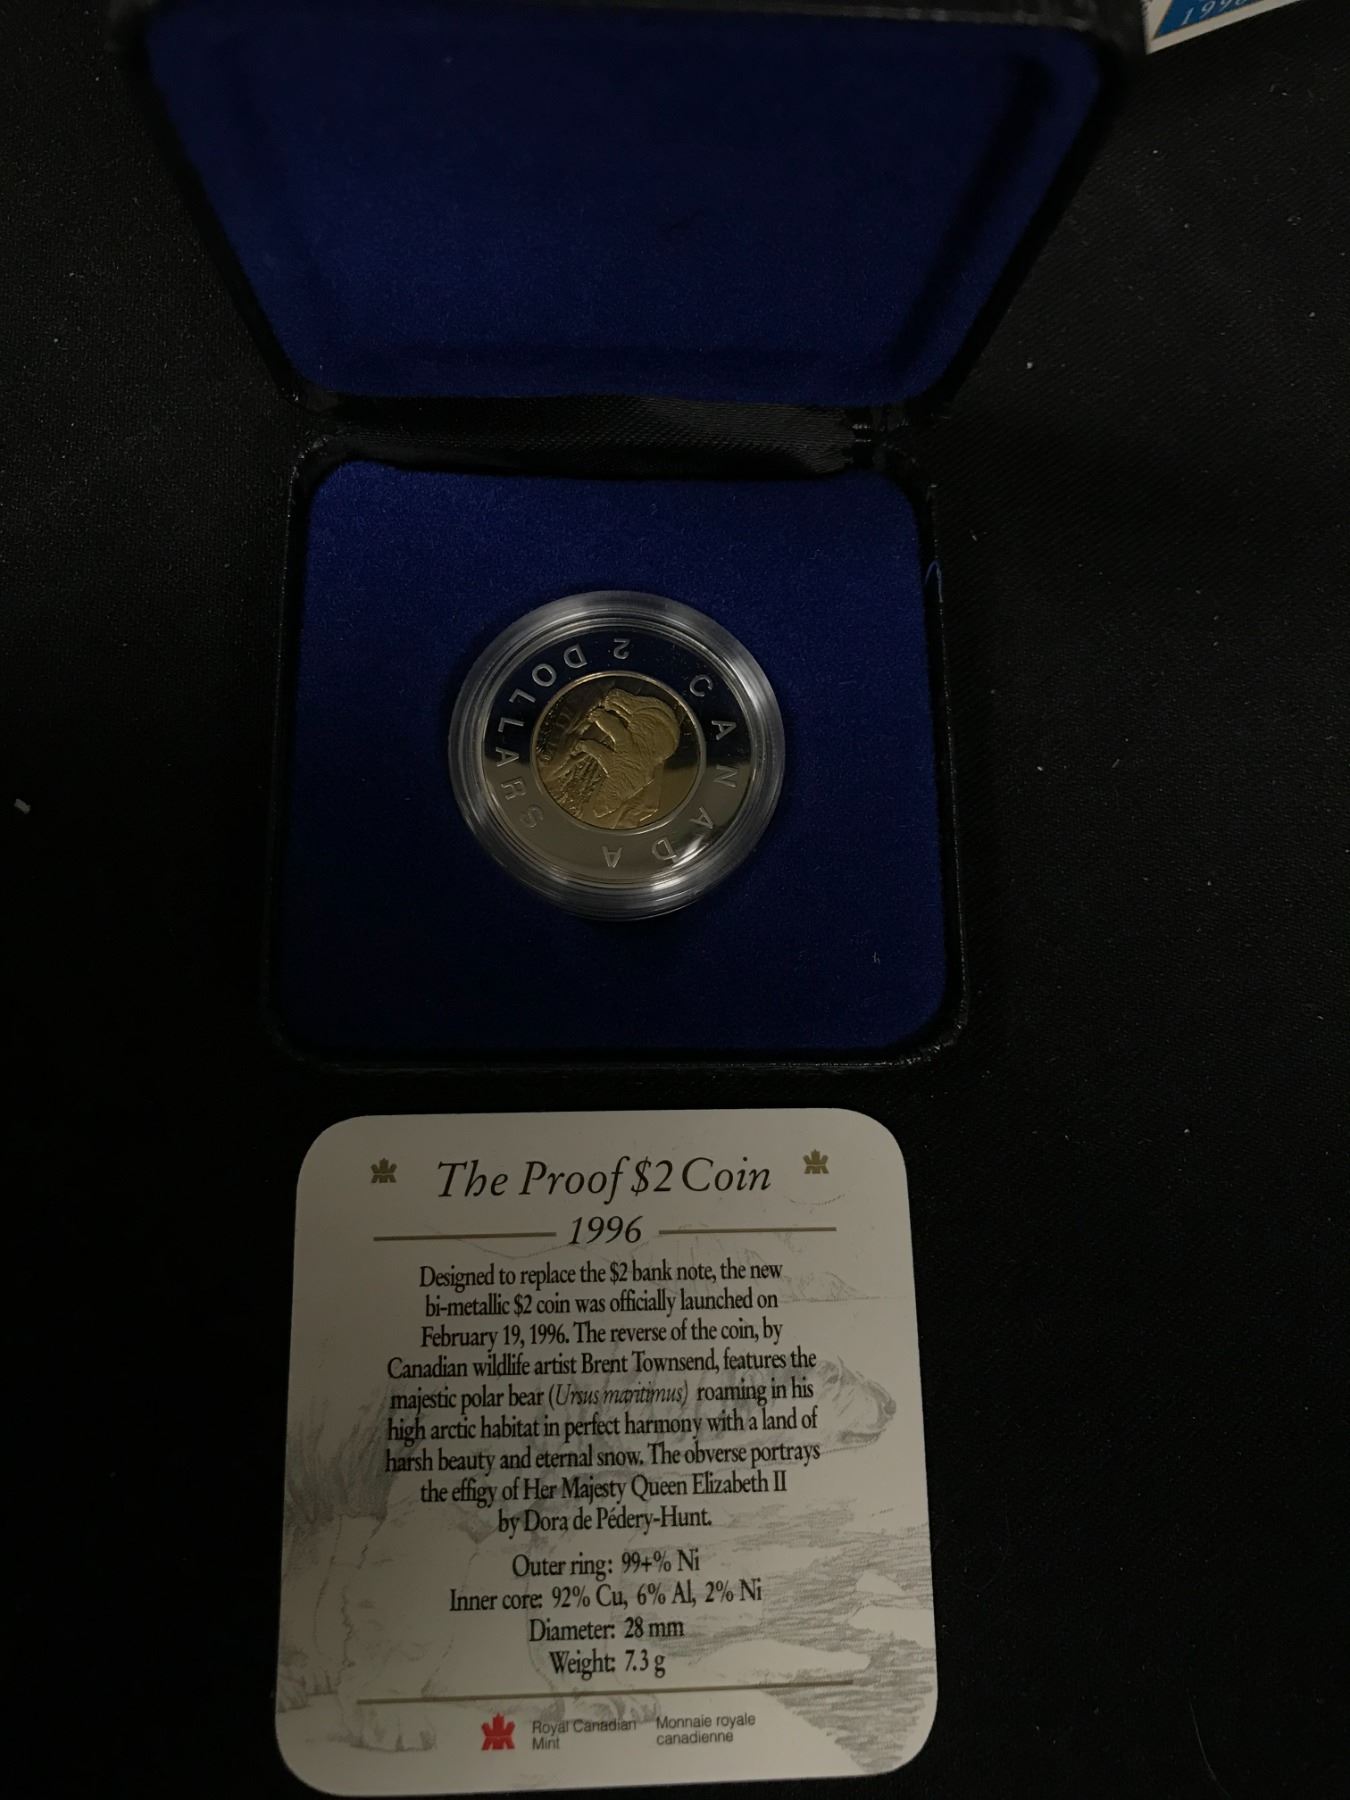 1996
2 DOLLARS
CANADA
The Proof $2 Coin
1996
Designed to replace the $2 bank note, the new
bi-metallic $2 coin was officially launched on
February 19, 1996. The reverse of the coin, by
Canadian wildlife artist Brent Townsend, features the
majestic polar bear (Ursus maritimus) roaming in his
high arctic habitat in perfect harmony with a land of
harsh beauty and eternal snow. The obverse portrays
the effigy of Her Majesty Queen Elizabeth II
by Dora de Pédery-Hunt.
Outer ring: 99+% Ni
Inner core: 92% Cu, 6% Al, 2% Ni
Diameter: 28 mm
Weight: 7.3 g
Royal Canadian
Mint
Monnaie royale
canadienne